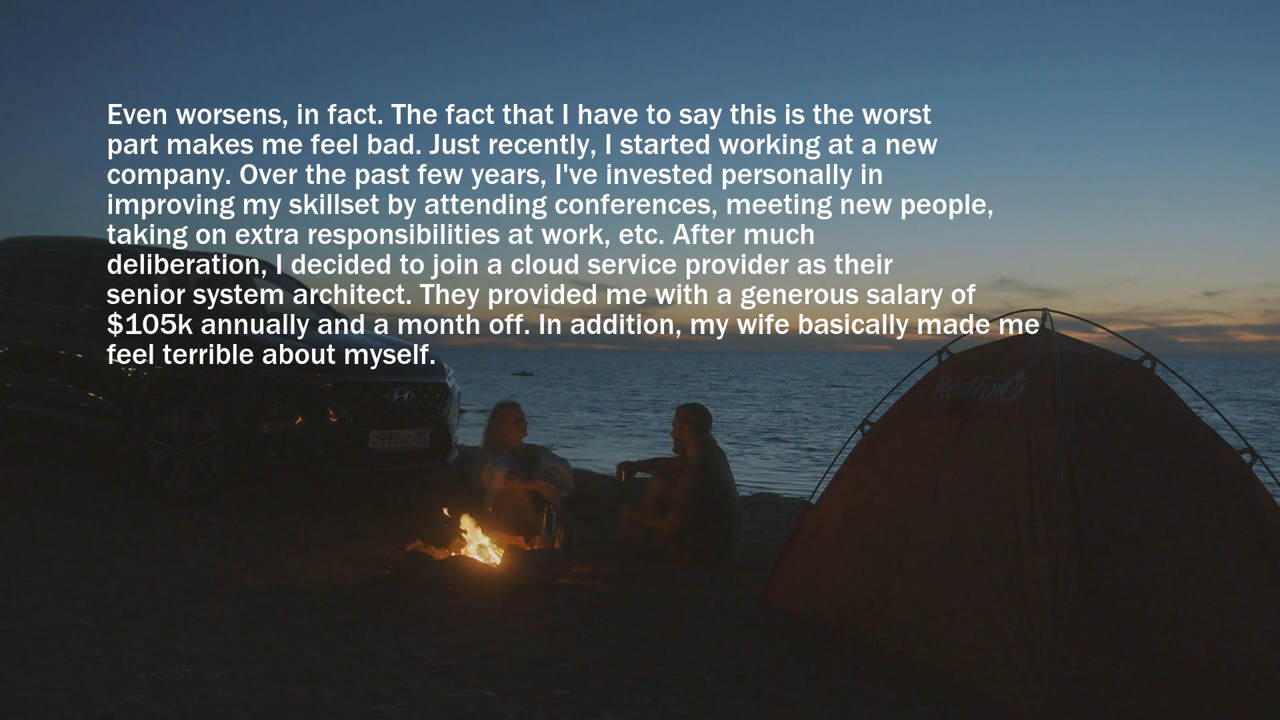 Even worsens, in fact. The fact that I have to say this is the worst
part makes me feel bad. Just recently, I started working at a new
company. Over the past few years, I've invested personally in
improving my skillset by attending conferences, meeting new people,
taking on extra responsibilities at work, etc. After much
deliberation, I decided to join a cloud service provider as their
senior system architect. They provided me with a generous salary of
$105k annually and a month off. In addition, my wife basically made me
feel terrible about myself.